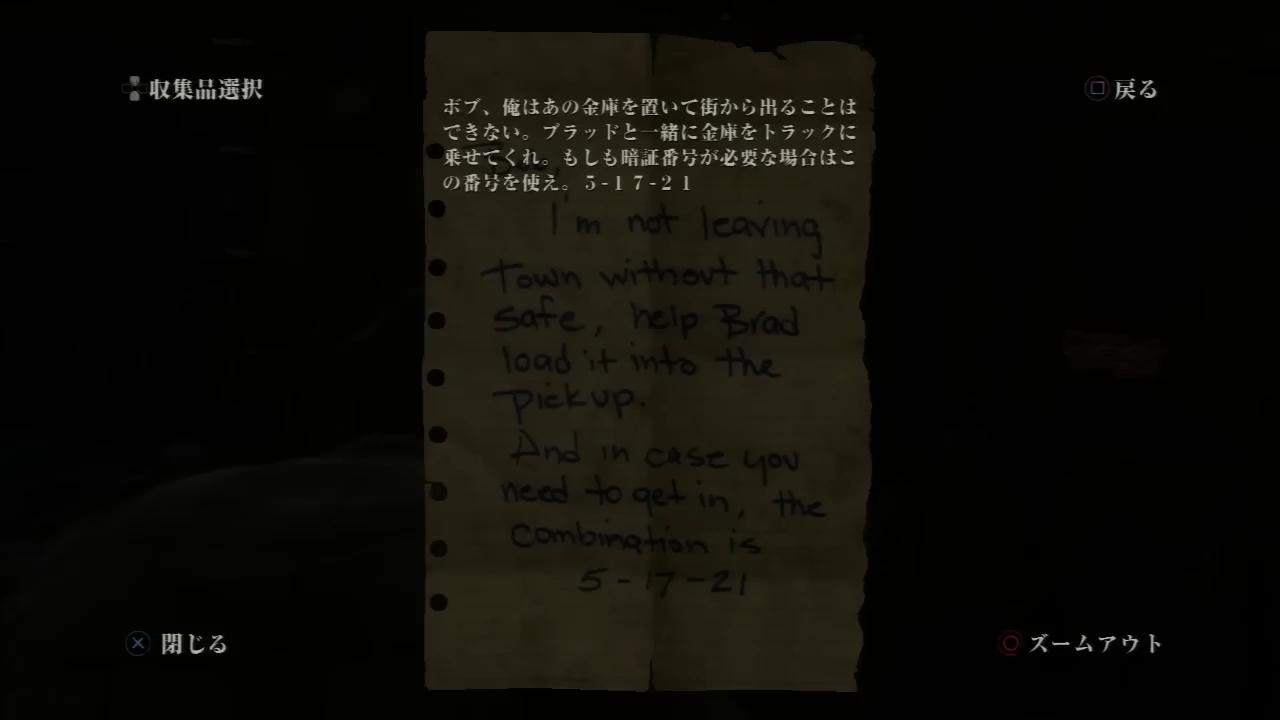 収集品選択
戻る
ボブ、俺はあの金庫を置いて街から出ることは
できない。ブラッドと一緒に金庫をトラックに
乗せてくれ。もしも暗証番号が必要な場合はこ
の番号を使え。５-１７-２１
I'm not leaving
Town without that
safe, help Brad
load it into the
pickup.
And in case you
need to get in, the
combination is
5-17-21
閉じる
ズームアウト